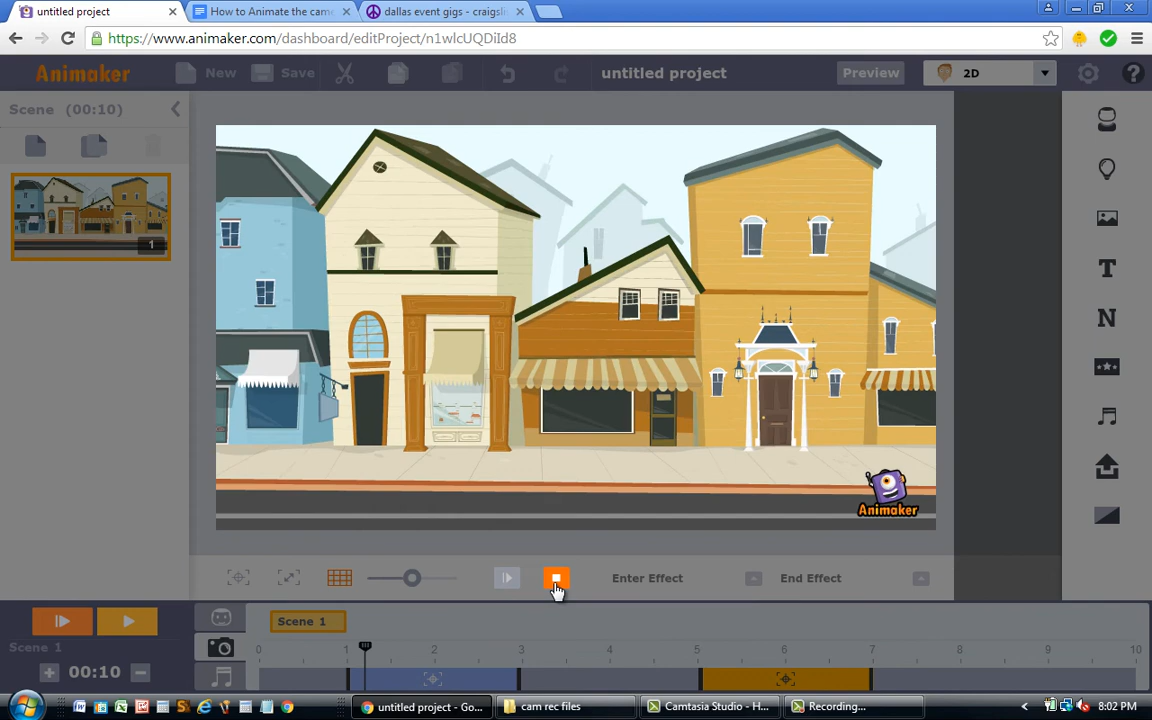 untitled project
How to Animate the came
dallas event gigs - craigsli
https://www.animaker.com/dashboard/editProject/n1wlcUQDiId8
Animaker
New
Save
untitled project
Preview
2D
?
Scene (00:10)
1
T
N
Animaker
Enter Effect
End Effect
Scene 1
Scene 1
0 1 2 3 4 5 6 7 8 9 10
00:10
untitled project - Go...
cam rec files
Camtasia Studio - H...
Recording...
8:02 PM